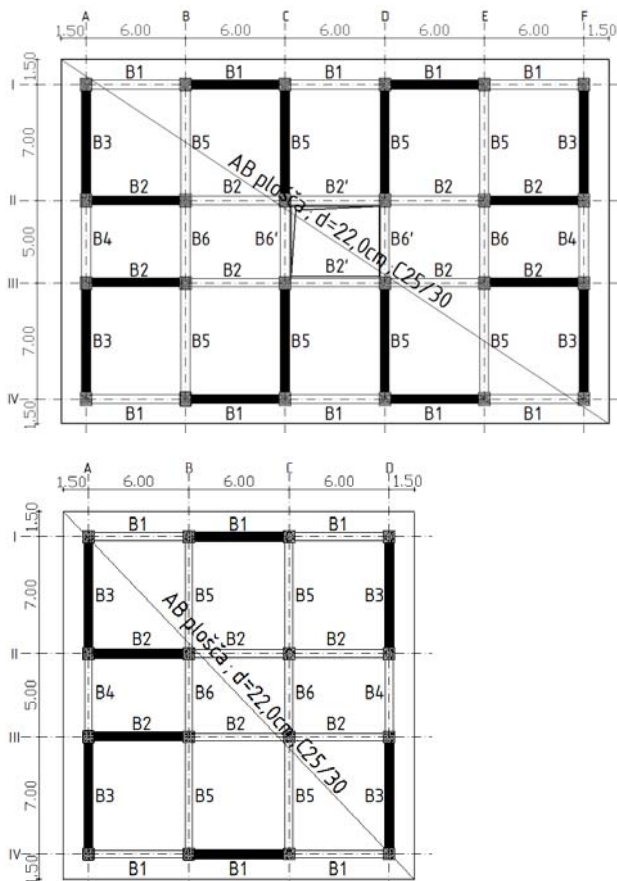 A B C D E F
1.50 6.00 6.00 6.00 6.00 6.00 1.50
1.50
B1 B1 B1 B1 B1
I
7.00 B3 B5 B5 B5 B5 B3
B2 B2 B2' B2 B2
II
5.00 B4 B6 B6' B6' B6 B4
B2 B2 B2' B2 B2
III
7.00 B3 B5 B5 B5 B5 B3
IV
1.50 B1 B1 B1 B1 B1
AB plošča; d=22,0cm, C25/30
A B C D
1.50 6.00 6.00 6.00 1.50
1.50
B1 B1 B1
I
7.00 B3 B5 B5 B3
B2 B2 B2
II
5.00 B4 B6 B6 B4
B2 B2 B2
III
7.00 B3 B5 B5 B3
IV
1.50 B1 B1 B1
AB plošča; d=22,0cm, C25/30